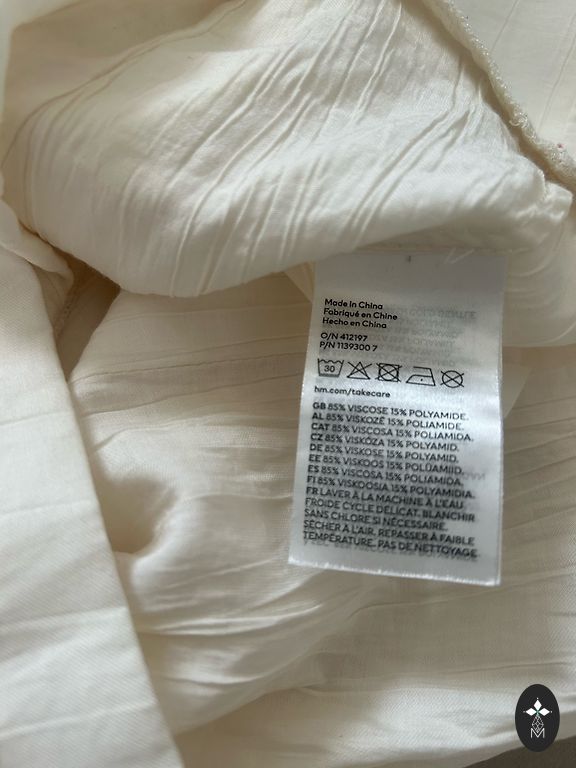 Made in China
Fabriqué en Chine
Hecho en China
O/N 412197
P/N 1139300 7
30
hm.com/takecare
GB 85% VISCOSE 15% POLYAMIDE.
AL 85% VISKOZË 15% POLIAMIDE.
CAT 85% VISCOSA 15% POLIAMIDA.
CZ 85% VISKÓZA 15% POLYAMID.
DE 85% VISKOSE 15% POLYAMID.
EE 85% VISKOOS 15% POLÜAMIID.
ES 85% VISCOSA 15% POLIAMIDA.
FI 85% VISKOOSIA 15% POLYAMIDIA.
FR LAVER À LA MACHINE À L'EAU
FROIDE CYCLE DÉLICAT. BLANCHIR
SANS CHLORE SI NÉCESSAIRE.
SÉCHER A L'AIR. REPASSER À FAIBLE
TEMPÉRATURE. PAS DE NETTOYAGE
M